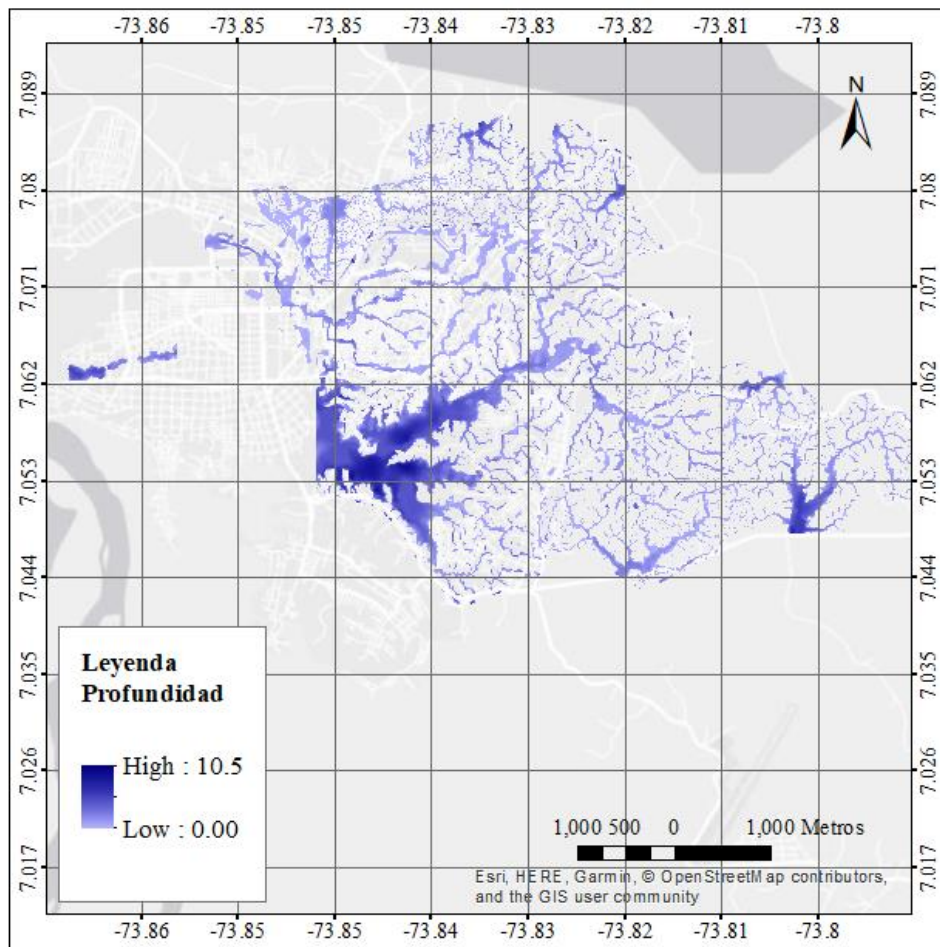 -73.86 -73.85 -73.85 -73.84 -73.82 -73.81 -73.8
N
7.089 7.089
7.08 7.08
7.071 7.071
7.062 7.062
7.053 7.053
7.044 7.044
7.035 7.035
7.026 7.026
7.017 7.017
Leyenda
Profundidad
High : 10.5
Low : 0.00
1,000 500 0 1,000 Metros
Esri, HERE, Garmin, © OpenStreetMap contributors,
and the GIS user community
-73.86 -73.85 -73.85 -73.84 -73.82 -73.81 -73.8